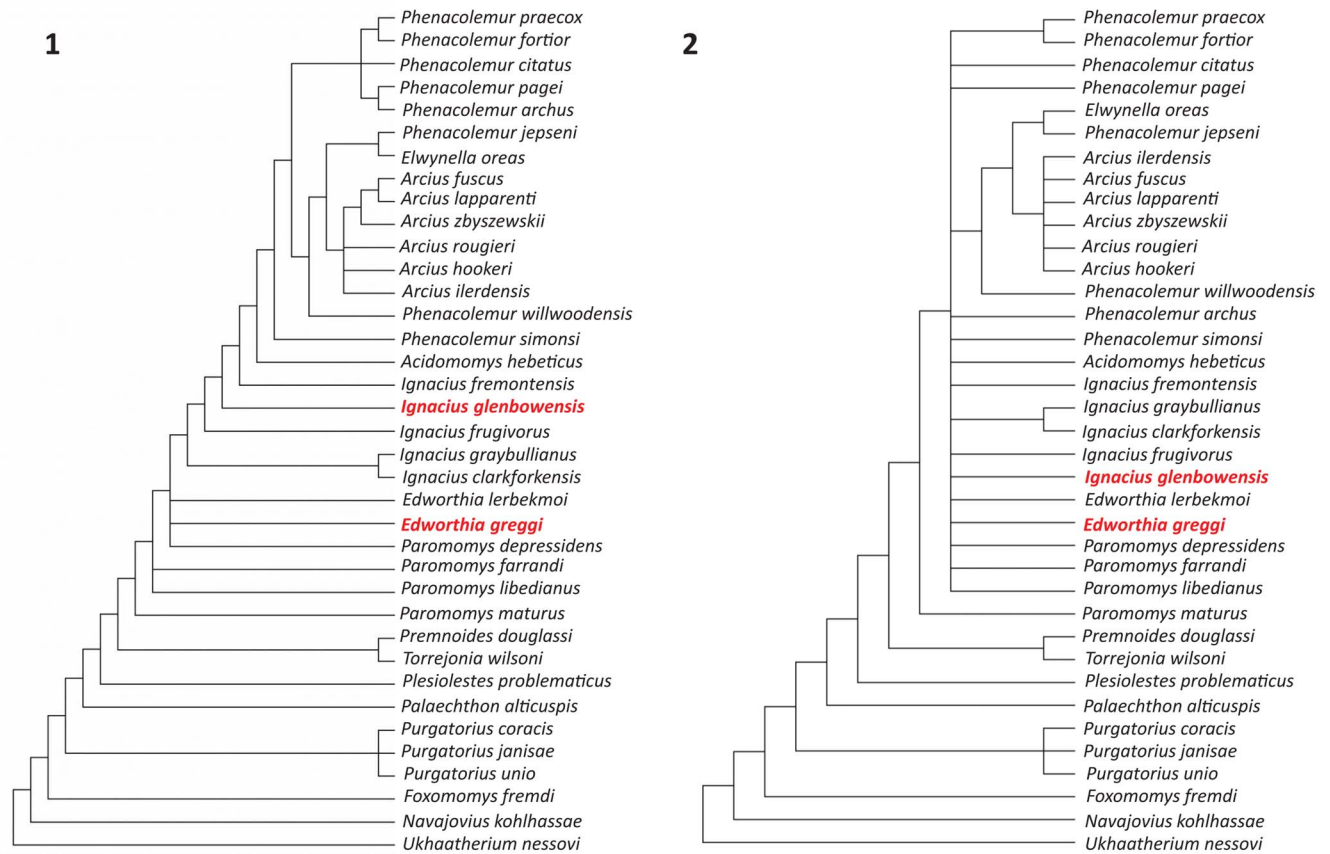 1
Phenacolemur praecox
Phenacolemur fortior
Phenacolemur citatus
Phenacolemur pagei
Phenacolemur archus
Phenacolemur jepseni
Elwynella oreas
Arcius fuscus
Arcius lapparenti
Arcius zbyszewskii
Arcius rougieri
Arcius hookeri
Arcius ilerdensis
Phenacolemur willwoodensis
Phenacolemur simonsi
Acidomomys hebeticus
Ignacius fremontensis
Ignacius glenbowensis
Ignacius frugivorus
Ignacius graybullianus
Ignacius clarkforkensis
Edworthia lerbekmoi
Edworthia greggi
Paromomys depressidens
Paromomys farrandi
Paromomys libedianus
Paromomys maturus
Premnoides douglassi
Torrejonia wilsoni
Plesiolestes problematicus
Palaechthon alticuspis
Purgatorius coracis
Purgatorius janisae
Purgatorius unio
Foxomomys fremdi
Navajovius kohlhassae
Ukhaatherium nessovi
2
Phenacolemur praecox
Phenacolemur fortior
Phenacolemur citatus
Phenacolemur pagei
Elwynella oreas
Phenacolemur jepseni
Arcius ilerdensis
Arcius fuscus
Arcius lapparenti
Arcius zbyszewskii
Arcius rougieri
Arcius hookeri
Phenacolemur willwoodensis
Phenacolemur archus
Phenacolemur simonsi
Acidomomys hebeticus
Ignacius fremontensis
Ignacius graybullianus
Ignacius clarkforkensis
Ignacius frugivorus
Ignacius glenbowensis
Edworthia lerbekmoi
Edworthia greggi
Paromomys depressidens
Paromomys farrandi
Paromomys libedianus
Paromomys maturus
Premnoides douglassi
Torrejonia wilsoni
Plesiolestes problematicus
Palaechthon alticuspis
Purgatorius coracis
Purgatorius janisae
Purgatorius unio
Foxomomys fremdi
Navajovius kohlhassae
Ukhaatherium nessovi